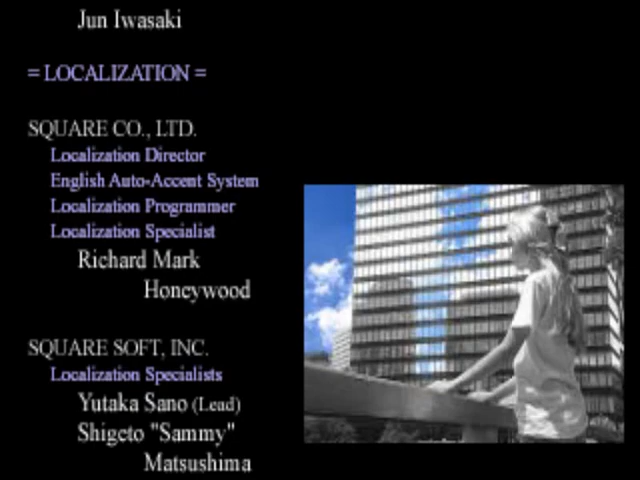 Jun Iwasaki
= LOCALIZATION =
SQUARE CO., LTD.
Localization Director
English Auto-Accent System
Localization Programmer
Localization Specialist
Richard Mark
Honeywood
SQUARE SOFT, INC.
Localization Specialists
Yutaka Sano (Lead)
Shigeto "Sammy"
Matsushima